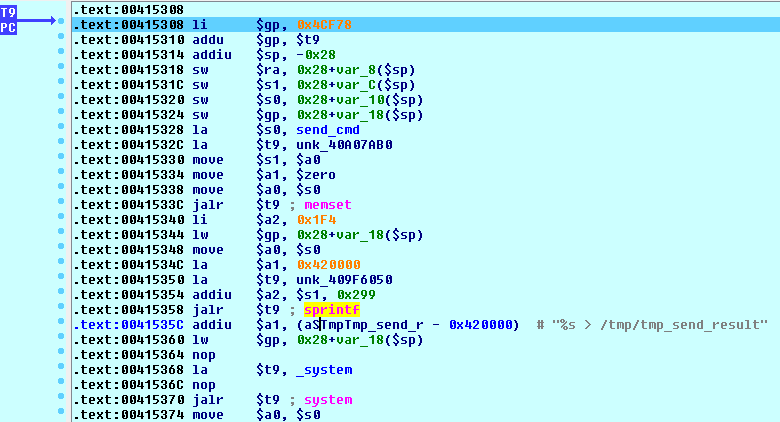 T9
PC
.text:00415308
.text:00415308 li $gp, 0x4CF78
.text:00415310 addu $gp, $t9
.text:00415314 addiu $sp, -0x28
.text:00415318 sw $ra, 0x28+var_8($sp)
.text:0041531C sw $s1, 0x28+var_C($sp)
.text:00415320 sw $s0, 0x28+var_10($sp)
.text:00415324 sw $gp, 0x28+var_18($sp)
.text:00415328 la $s0, send_cmd
.text:0041532C la $t9, unk_40A07AB0
.text:00415330 move $s1, $a0
.text:00415334 move $a1, $zero
.text:00415338 move $a0, $s0
.text:0041533C jalr $t9 ; memset
.text:00415340 li $a2, 0x1F4
.text:00415344 lw $gp, 0x28+var_18($sp)
.text:00415348 move $a0, $s0
.text:0041534C la $a1, 0x420000
.text:00415350 la $t9, unk_409F6050
.text:00415354 addiu $a2, $s1, 0x299
.text:00415358 jalr $t9 ; sprintf
.text:0041535C addiu $a1, (aSTmpTmp_send_r - 0x420000) # "%s > /tmp/tmp_send_result"
.text:00415360 lw $gp, 0x28+var_18($sp)
.text:00415364 nop
.text:00415368 la $t9, _system
.text:0041536C nop
.text:00415370 jalr $t9 ; system
.text:00415374 move $a0, $s0